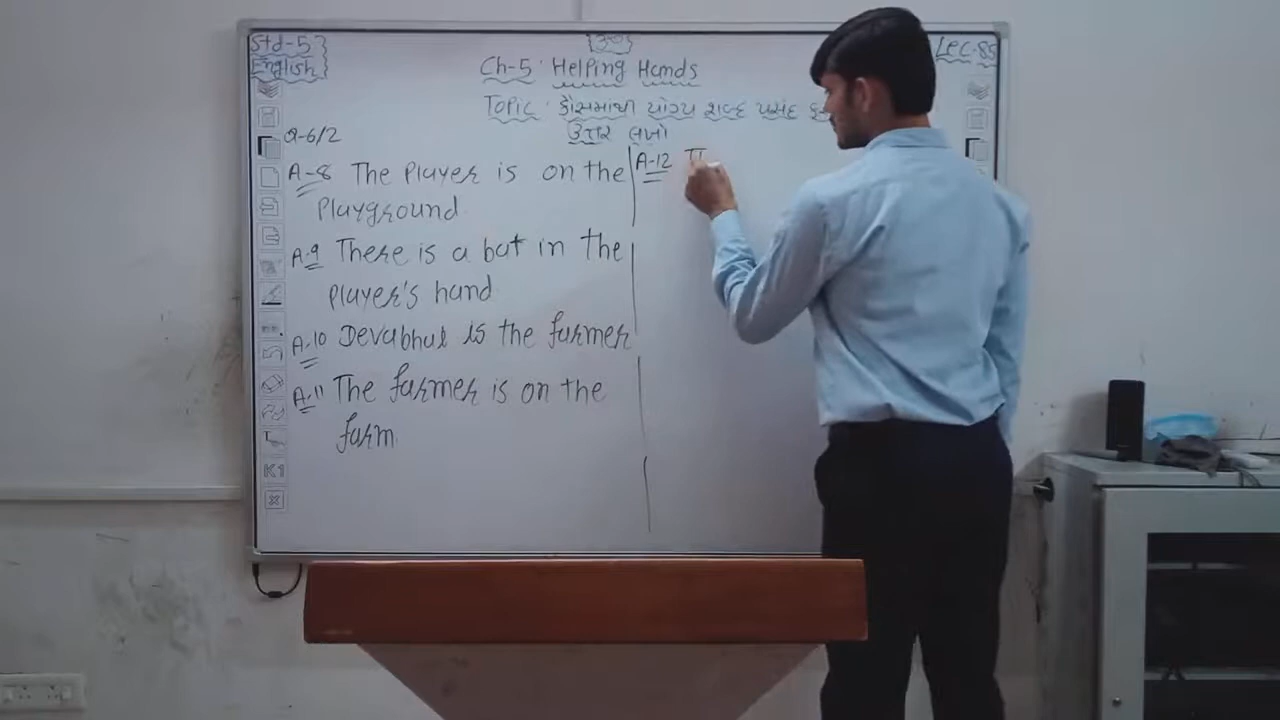 Std-5
English
ૐ
Lec-85
Ch-5 : Helping Hands
Topic : કૌંસમાંથી યોગ્ય શબ્દ પસંદ
ઉત્તર લખો
Q-6/2
A-8 The Player is on the
Playground
A-9 There is a bat in the
Player's hand
A-10 Devabhai is the farmer
A-11 The farmer is on the
farm
A-12
K1